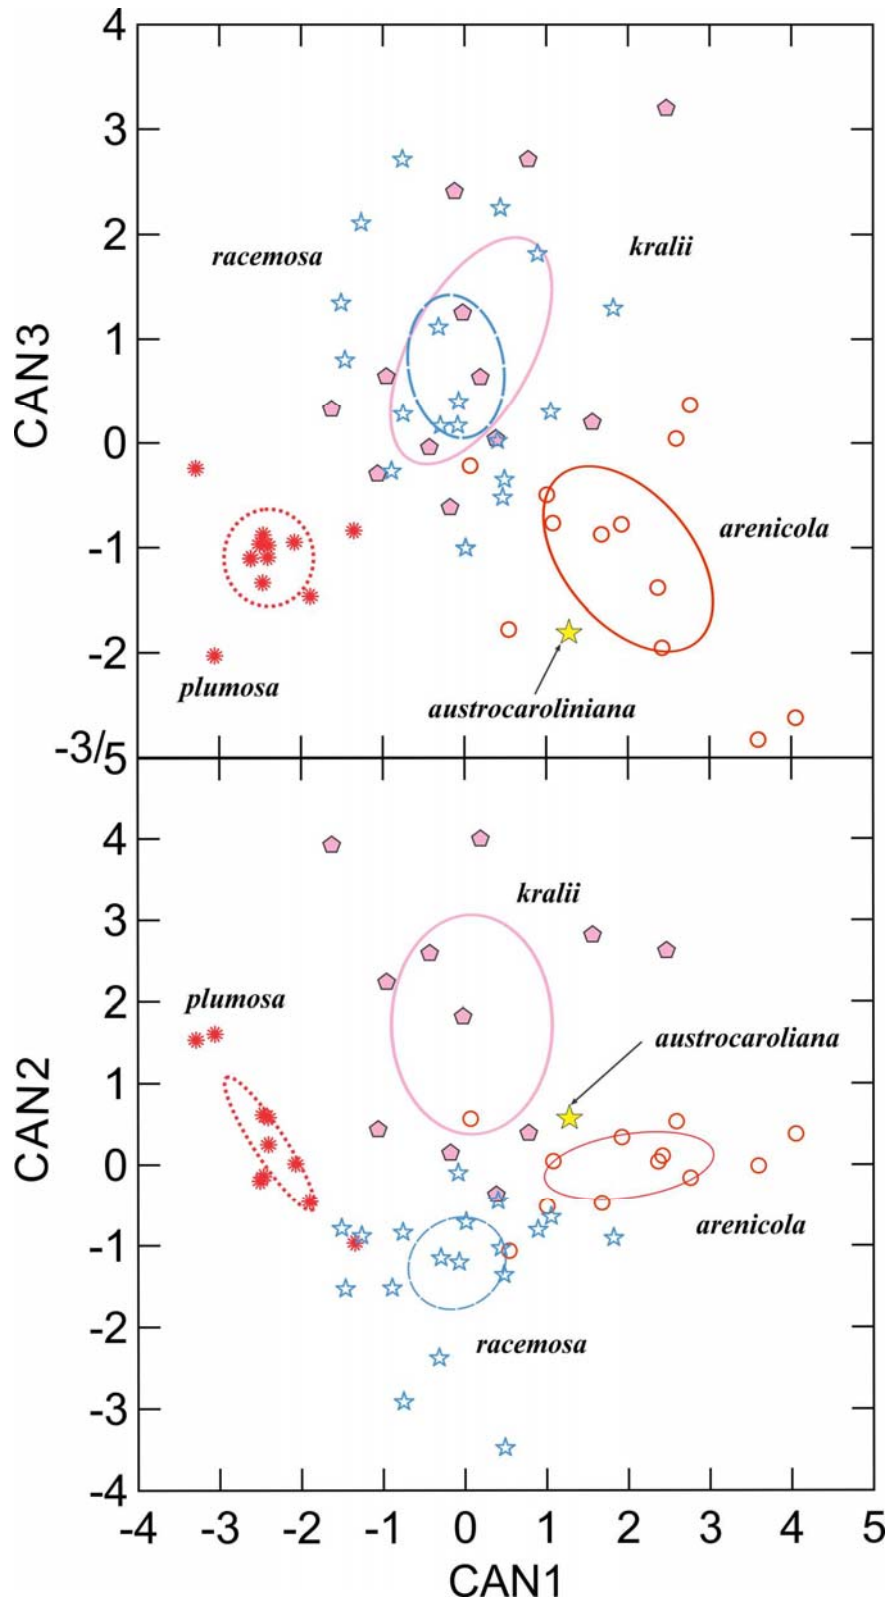 4
3
racemosa
kralii
2
CAN3
1
0
arenicola
-1
-2
plumosa
austrocaroliniana
-3/5
4
kralii
3
plumosa
2
austrocaroliana
CAN2
1
0
arenicola
-1
racemosa
-2
-3
-4
-4 -3 -2 -1 0 1 2 3 4 5
CAN1